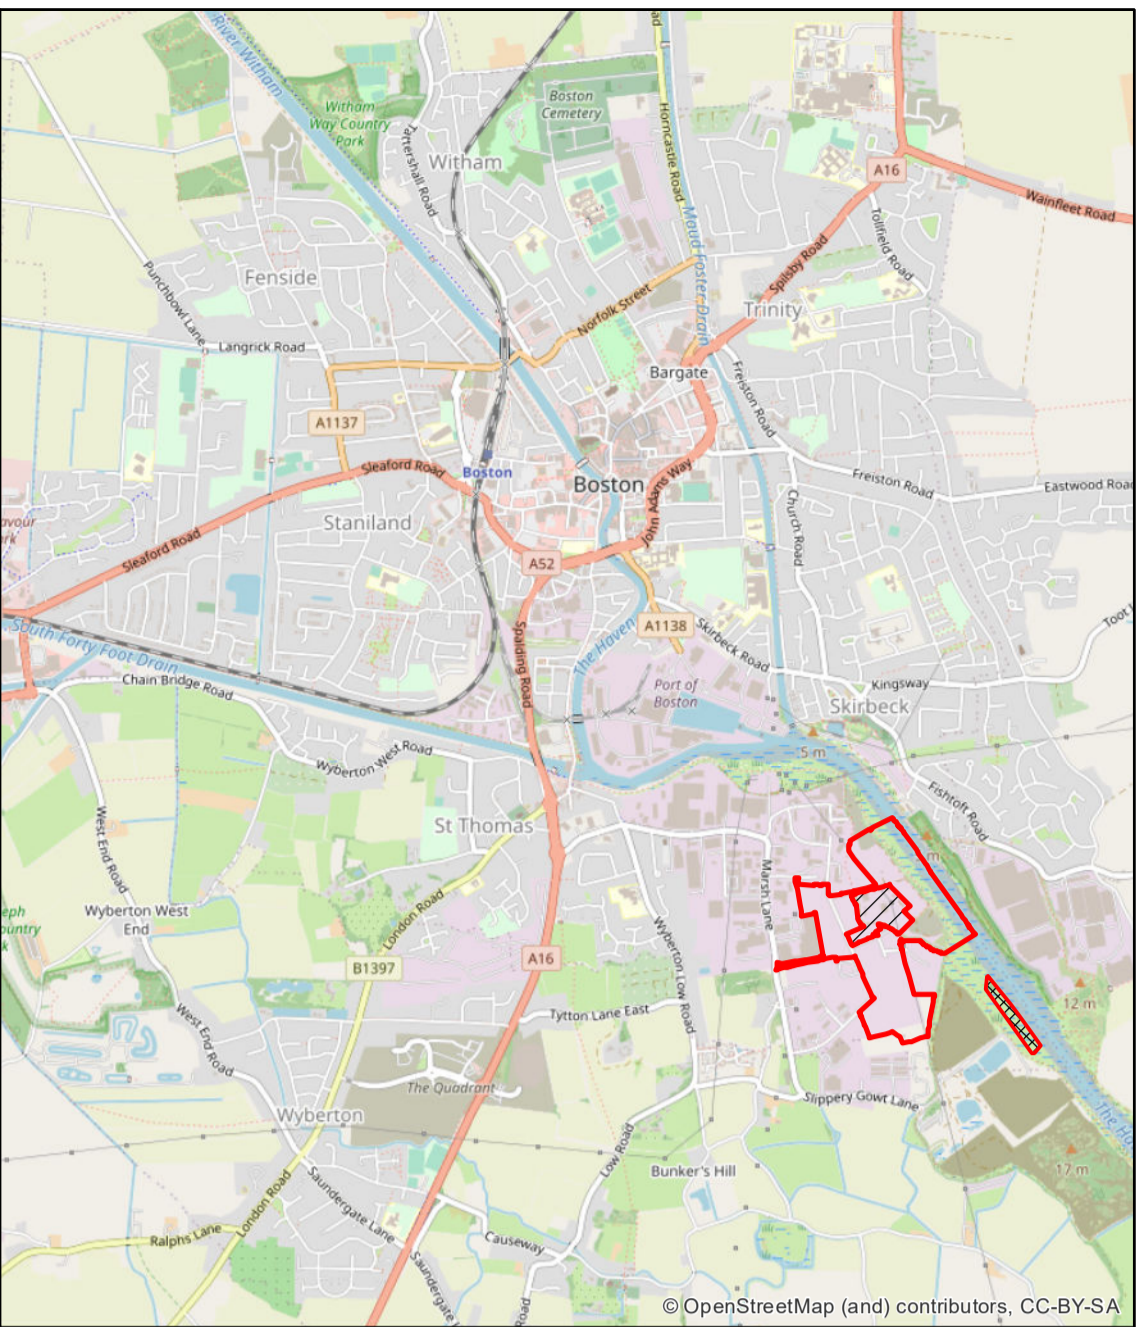 River Witham
Witham
Way Country
Park
Boston
Cemetery
Horncastle Road
Witham
Tattershall Road
A16
Wainfleet Road
Tollfield Road
Maud Foster Drain
Spilsby Road
Punchbowl Lane
Fenside
Norfolk Street
Trinity
Langrick Road
Bargate
Freiston Road
A1137
Sleaford Road
Boston
Boston
John Adams Way
Freiston Road
Eastwood Road
Staniland
Church Road
Sleaford Road
A52
South Forty Foot Drain
Spalding Road
The Haven
A1138
Skirbeck Road
Toot L
Chain Bridge Road
Port of
Boston
Kingsway
Skirbeck
Wyberton West Road
5 m
Fishtoft Road
West End Road
St Thomas
m
Marsh Lane
London Road
Wyberton West
End
Wyberton Low Road
B1397
A16
12 m
West End Road
Tytton Lane East
The Quadrant
Slippery Gowt Lane
Wyberton
The Ha
Low Road
Bunker's Hill
17 m
Saundergate Lane
London Road
Ralphs Lane
Causeway
Saundergate L
Road
© OpenStreetMap (and) contributors, CC-BY-SA